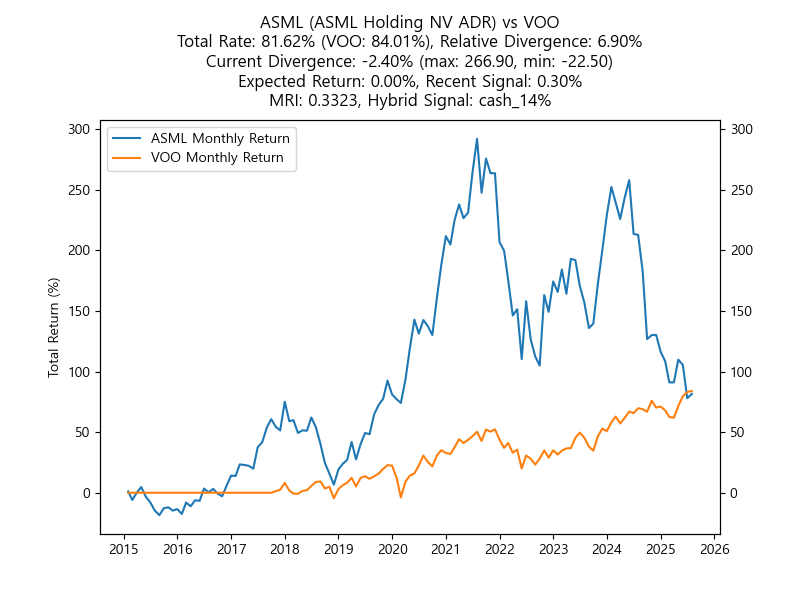 ASML (ASML Holding NV ADR) vs VOO
Total Rate: 81.62% (VOO: 84.01%), Relative Divergence: 6.90%
Current Divergence: -2.40% (max: 266.90, min: -22.50)
Expected Return: 0.00%, Recent Signal: 0.30%
MRI: 0.3323, Hybrid Signal: cash_14%
ASML Monthly Return
VOO Monthly Return
Total Return (%)
300
250
200
150
100
50
0
300
250
200
150
100
50
0
2015 2016 2017 2018 2019 2020 2021 2022 2023 2024 2025 2026